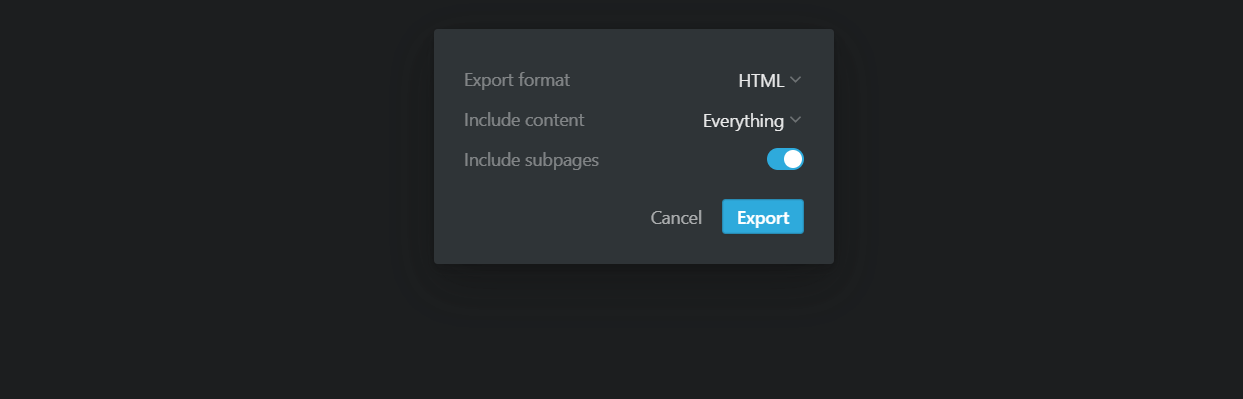 Export format HTML
Include content Everything
Include subpages
Cancel Export